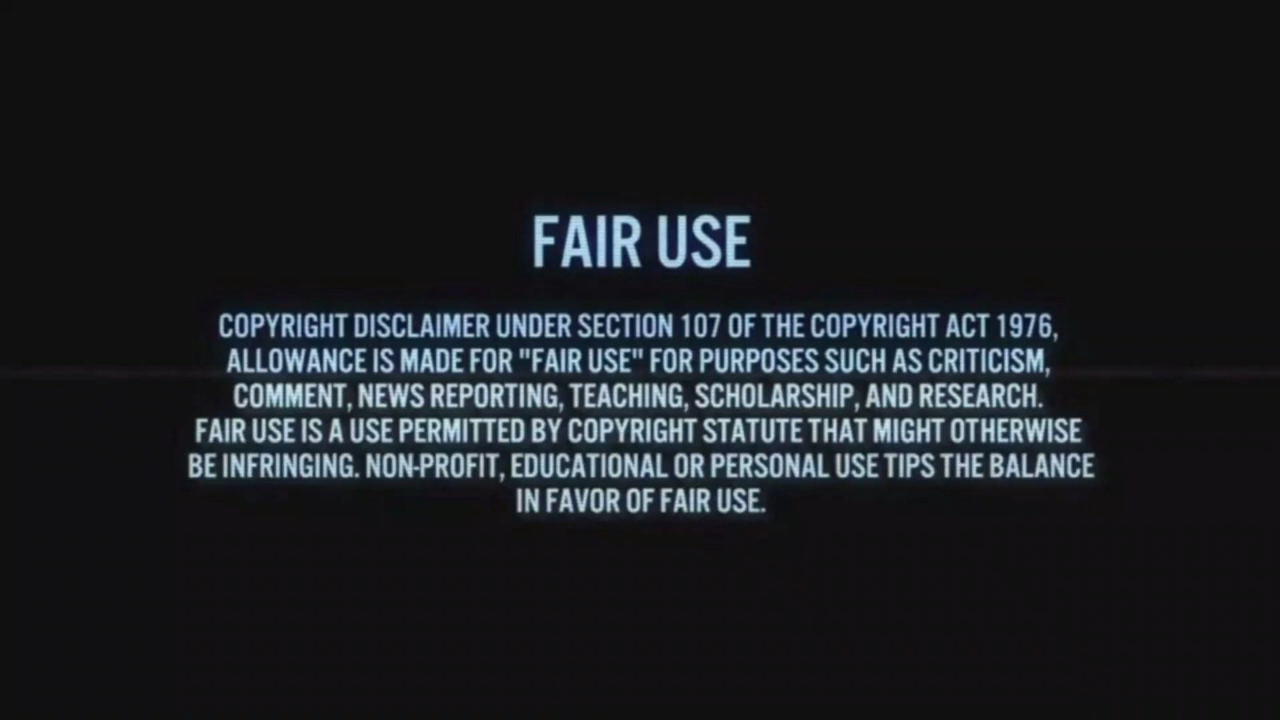 FAIR USE
COPYRIGHT DISCLAIMER UNDER SECTION 107 OF THE COPYRIGHT ACT 1976,
ALLOWANCE IS MADE FOR "FAIR USE" FOR PURPOSES SUCH AS CRITICISM,
COMMENT, NEWS REPORTING, TEACHING, SCHOLARSHIP, AND RESEARCH.
FAIR USE IS A USE PERMITTED BY COPYRIGHT STATUTE THAT MIGHT OTHERWISE
BE INFRINGING. NON-PROFIT, EDUCATIONAL OR PERSONAL USE TIPS THE BALANCE
IN FAVOR OF FAIR USE.